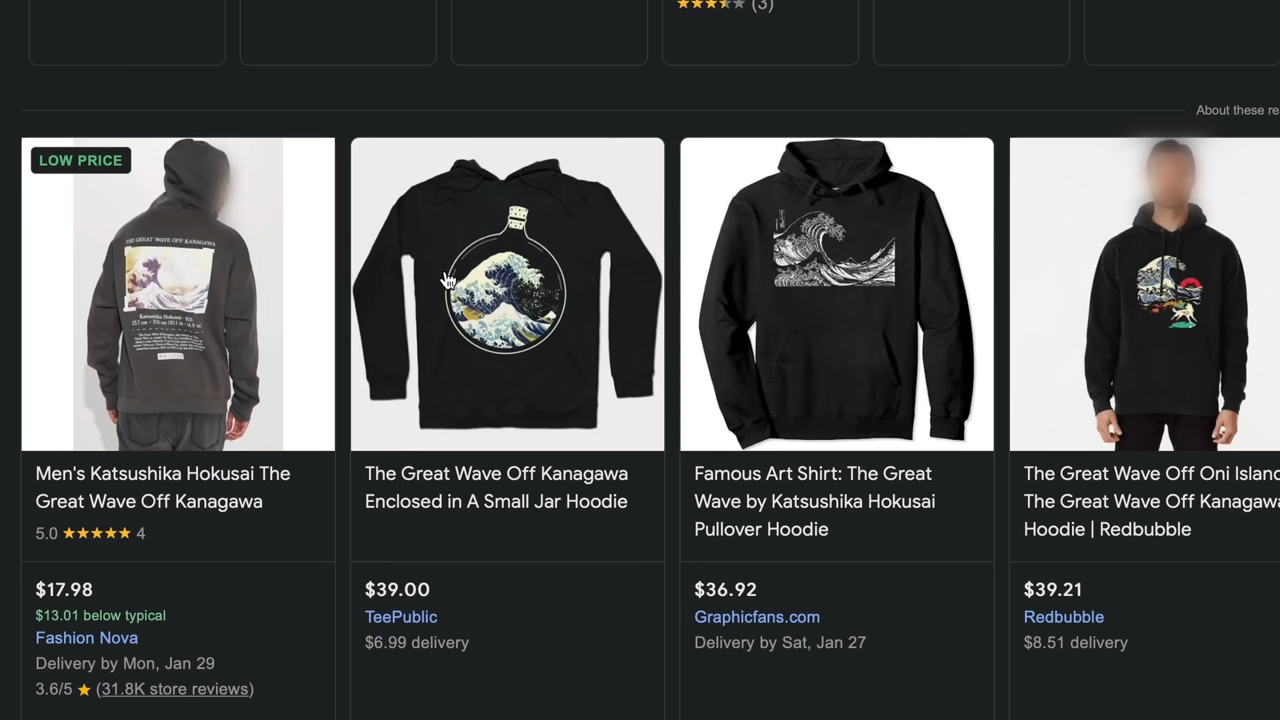 (3)
About these re
LOW PRICE
THE GREAT WAVE OFF KANAGAWA
Katsushika Hokusai
Men's Katsushika Hokusai The
Great Wave Off Kanagawa
5.0 ★★★★★ 4
$17.98
$13.01 below typical
Fashion Nova
Delivery by Mon, Jan 29
3.6/5 ★ (31.8K store reviews)
The Great Wave Off Kanagawa
Enclosed in A Small Jar Hoodie
$39.00
TeePublic
$6.99 delivery
Famous Art Shirt: The Great
Wave by Katsushika Hokusai
Pullover Hoodie
$36.92
Graphicfans.com
Delivery by Sat, Jan 27
The Great Wave Off Oni Island
The Great Wave Off Kanagawa
Hoodie | Redbubble
$39.21
Redbubble
$8.51 delivery